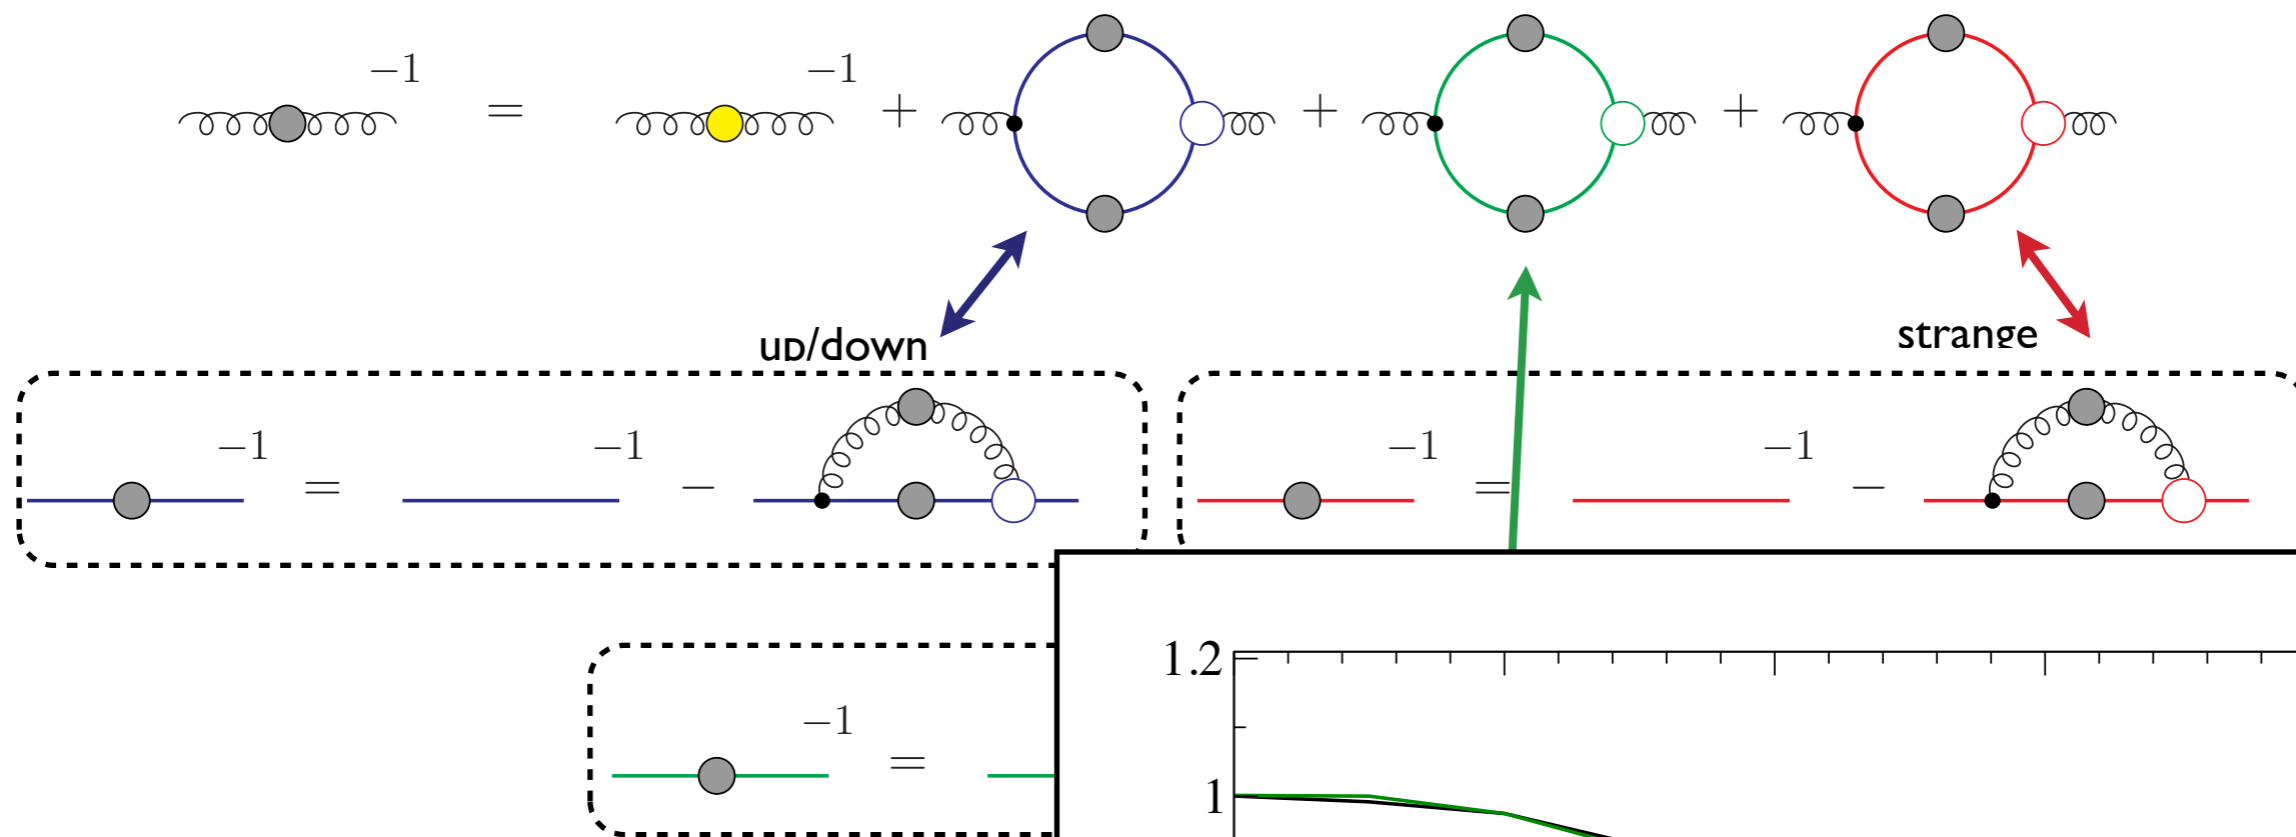 −1 = −1 + + +
up/down strange
−1 = −1 −
−1 = −1 −
−1 =
1.2
1